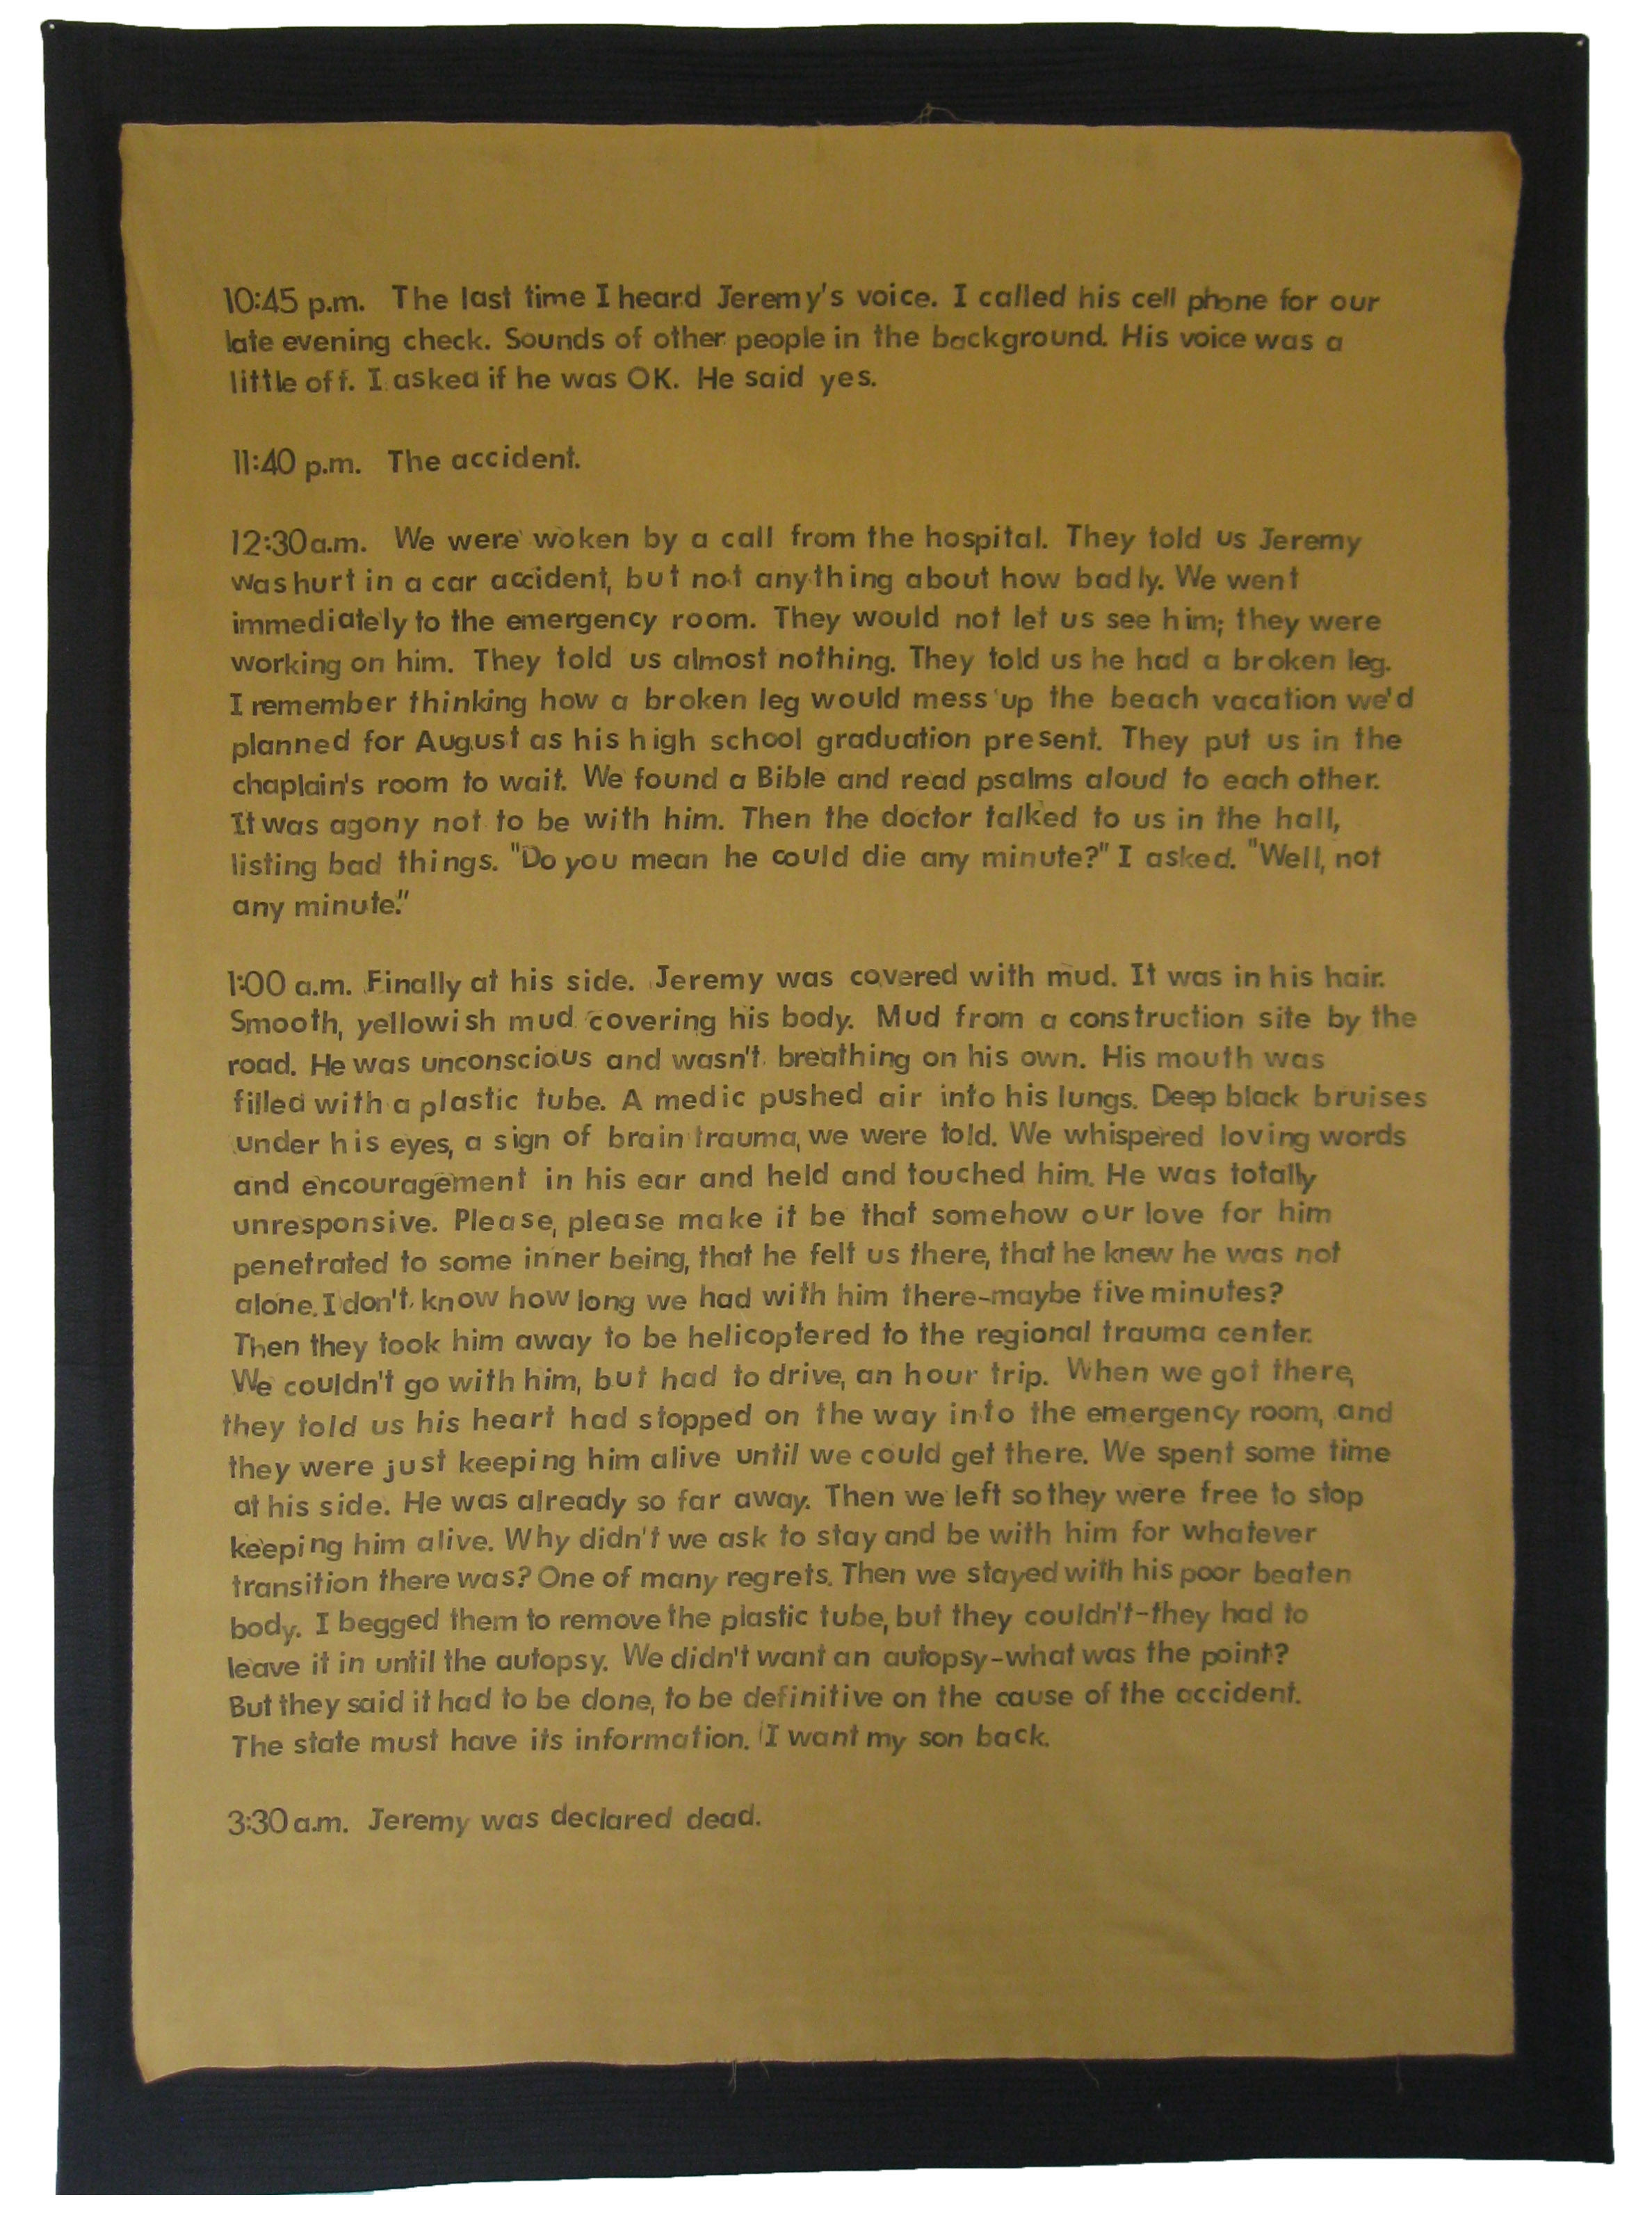 10:45 p.m. The last time I heard Jeremy's voice. I called his cell phone for our
late evening check. Sounds of other people in the background. His voice was a
little off. I asked if he was OK. He said yes.
11:40 p.m. The accident.
12:30 a.m. We were woken by a call from the hospital. They told us Jeremy
was hurt in a car accident, but not anything about how badly. We went
immediately to the emergency room. They would not let us see him; they were
working on him. They told us almost nothing. They told us he had a broken leg.
I remember thinking how a broken leg would mess up the beach vacation we'd
planned for August as his high school graduation present. They put us in the
chaplain's room to wait. We found a Bible and read psalms aloud to each other.
It was agony not to be with him. Then the doctor talked to us in the hall,
listing bad things. "Do you mean he could die any minute?" I asked. "Well, not
any minute."
1:00 a.m. Finally at his side. Jeremy was covered with mud. It was in his hair.
Smooth, yellowish mud covering his body. Mud from a construction site by the
road. He was unconscious and wasn't breathing on his own. His mouth was
filled with a plastic tube. A medic pushed air into his lungs. Deep black bruises
under his eyes, a sign of brain trauma, we were told. We whispered loving words
and encouragement in his ear and held and touched him. He was totally
unresponsive. Please, please make it be that somehow our love for him
penetrated to some inner being, that he felt us there, that he knew he was not
alone. I don't know how long we had with him there-maybe five minutes?
Then they took him away to be helicoptered to the regional trauma center.
We couldn't go with him, but had to drive, an hour trip. When we got there,
they told us his heart had stopped on the way into the emergency room, and
they were just keeping him alive until we could get there. We spent some time
at his side. He was already so far away. Then we left so they were free to stop
keeping him alive. Why didn't we ask to stay and be with him for whatever
transition there was? One of many regrets. Then we stayed with his poor beaten
body. I begged them to remove the plastic tube, but they couldn't-they had to
leave it in until the autopsy. We didn't want an autopsy-what was the point?
But they said it had to be done, to be definitive on the cause of the accident.
The state must have its information. I want my son back.
3:30 a.m. Jeremy was declared dead.